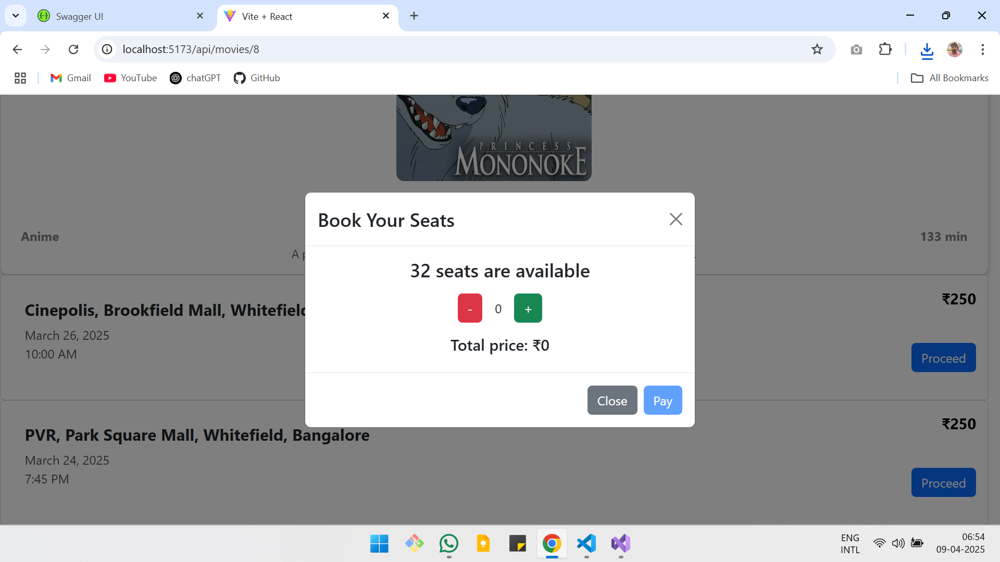 Swagger UI
Vite + React
localhost:5173/api/movies/8
Gmail
YouTube
chatGPT
GitHub
All Bookmarks
PRINCESS
MONONOKE
Anime
133 min
A
Book Your Seats
32 seats are available
- 0 +
Total price: ₹0
Close
Pay
Cinepolis, Brookfield Mall, Whitefield
₹250
March 26, 2025
10:00 AM
Proceed
PVR, Park Square Mall, Whitefield, Bangalore
₹250
March 24, 2025
7:45 PM
Proceed
ENG
INTL
06:54
09-04-2025